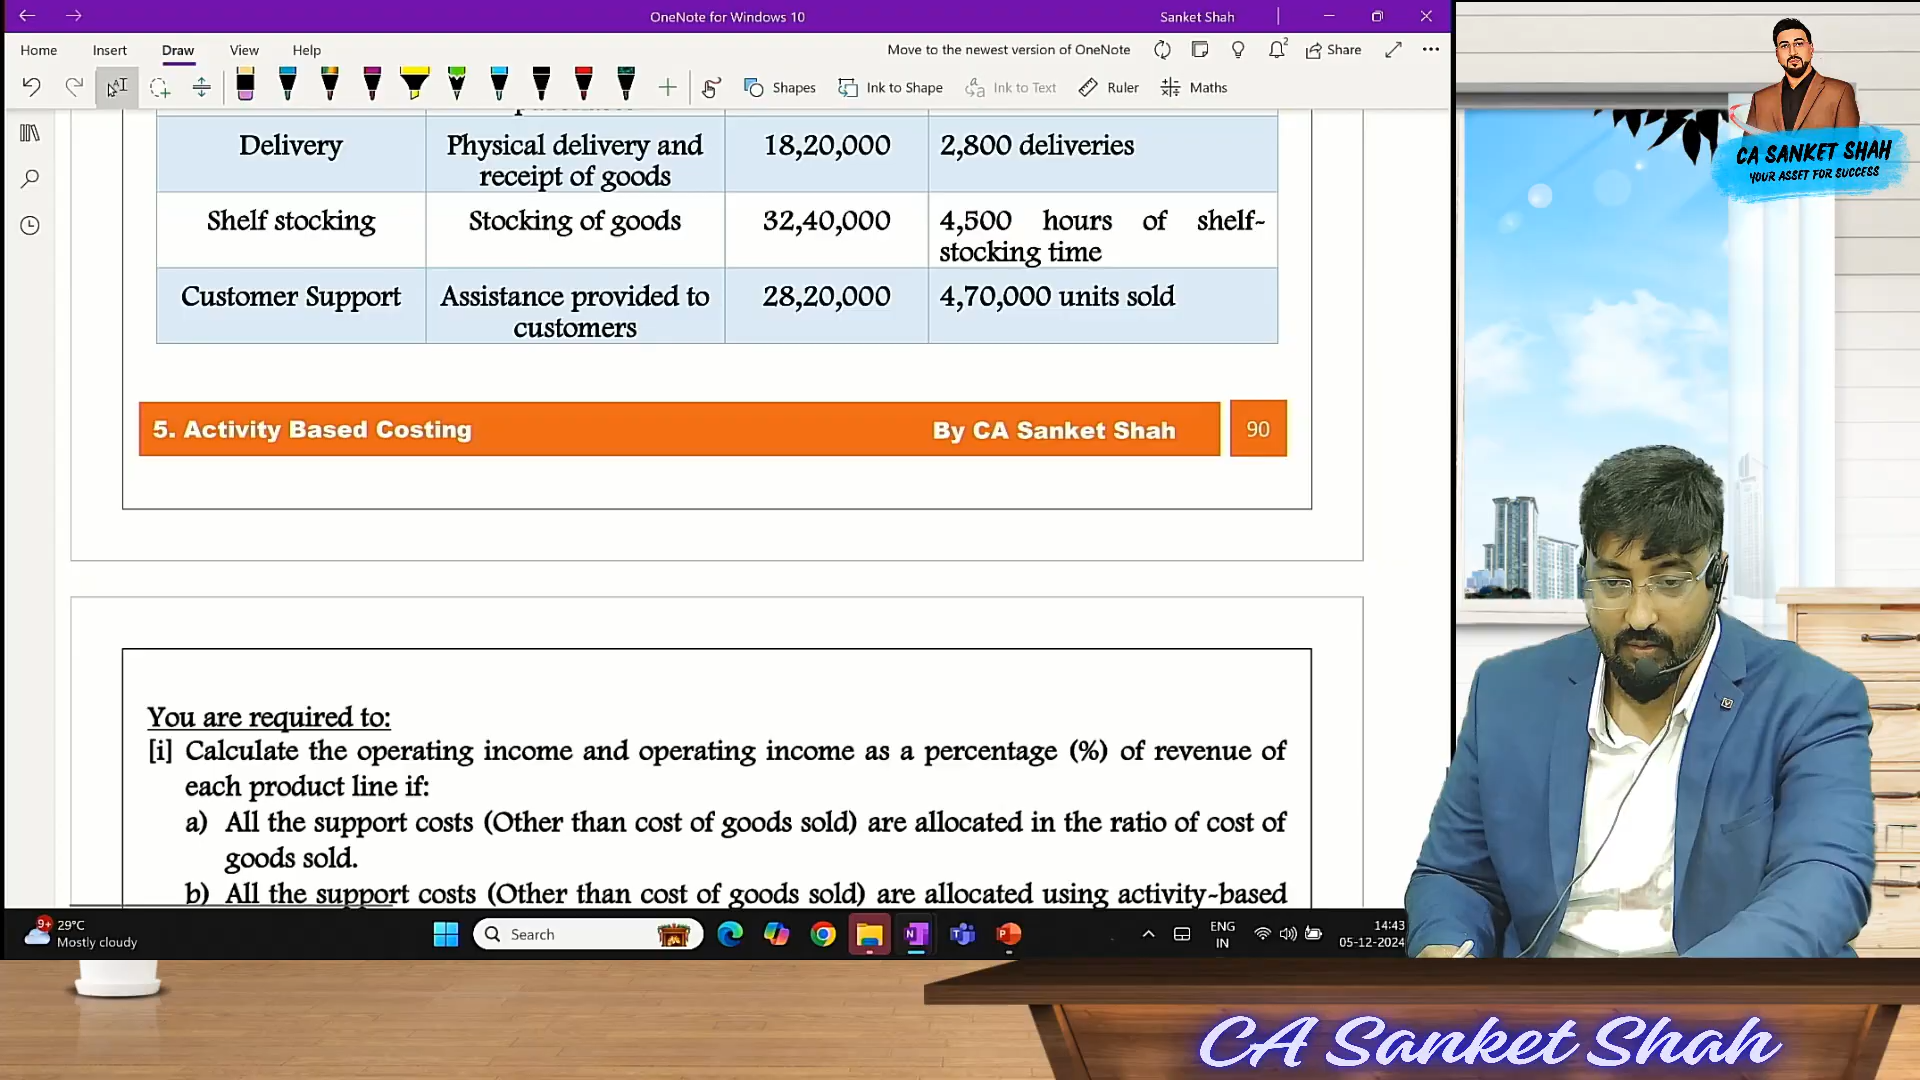 OneNote for Windows 10
Sanket Shah
Home Insert Draw View Help
Move to the newest version of OneNote
2
Share
Shapes
Ink to Shape
Ink to Text
Ruler
Maths
Delivery Physical delivery and receipt of goods 18,20,000 2,800 deliveries
Shelf stocking Stocking of goods 32,40,000 4,500 hours of shelf-stocking time
Customer Support Assistance provided to customers 28,20,000 4,70,000 units sold
5. Activity Based Costing By CA Sanket Shah 90
You are required to:
[i] Calculate the operating income and operating income as a percentage (%) of revenue of
each product line if:
a) All the support costs (Other than cost of goods sold) are allocated in the ratio of cost of
goods sold.
b) All the support costs (Other than cost of goods sold) are allocated using activity-based
9+
29°C
Mostly cloudy
Search
ENG
IN
14:43
05-12-2024
CA SANKET SHAH
YOUR ASSET FOR SUCCESS
CA Sanket Shah